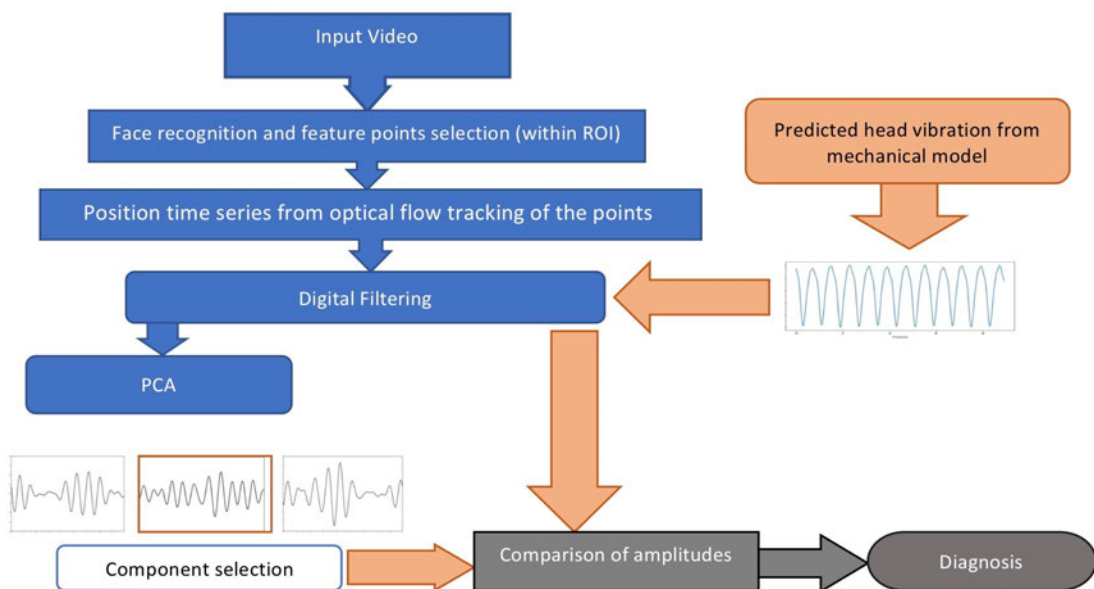 Input Video
Face recognition and feature points selection (within ROI)
Predicted head vibration from
mechanical model
Position time series from optical flow tracking of the points
Digital Filtering
PCA
Component selection
Comparison of amplitudes
Diagnosis